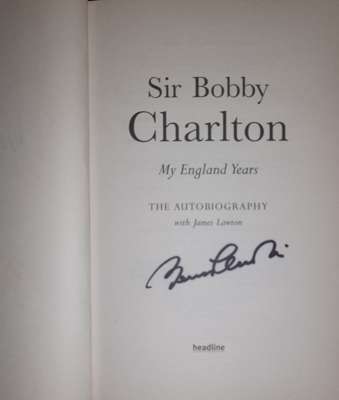 Sir Bobby
Charlton
My England Years
THE AUTOBIOGRAPHY
with James Lawton
headline